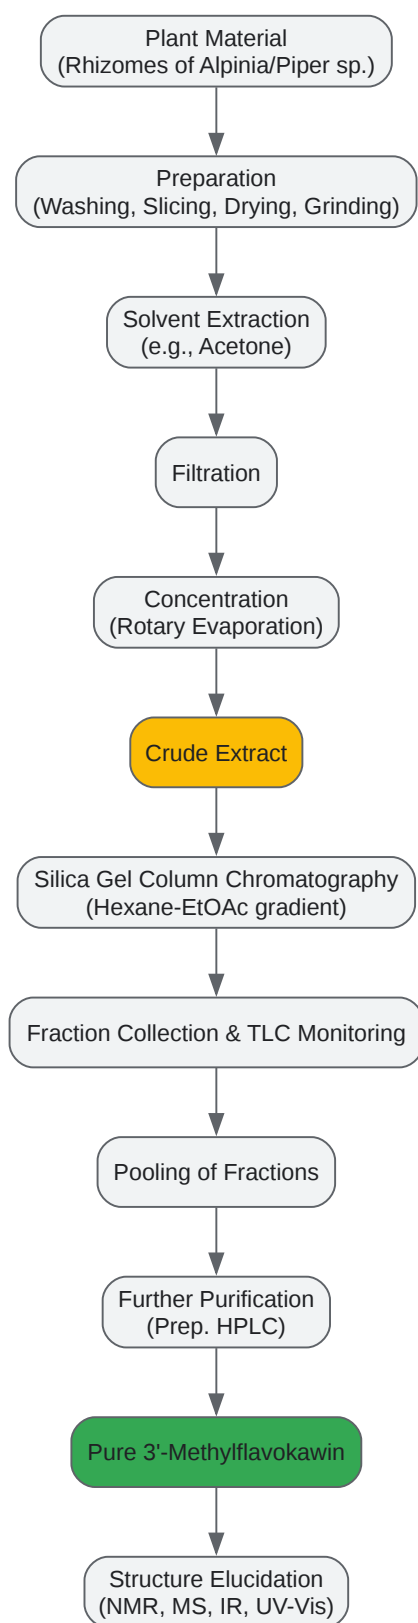 Plant Material
(Rhizomes of Alpinia/Piper sp.)
Preparation
(Washing, Slicing, Drying, Grinding)
Solvent Extraction
(e.g., Acetone)
Filtration
Concentration
(Rotary Evaporation)
Crude Extract
Silica Gel Column Chromatography
(Hexane-EtOAc gradient)
Fraction Collection & TLC Monitoring
Pooling of Fractions
Further Purification
(Prep. HPLC)
Pure 3'-Methylflavokawin
Structure Elucidation
(NMR, MS, IR, UV-Vis)